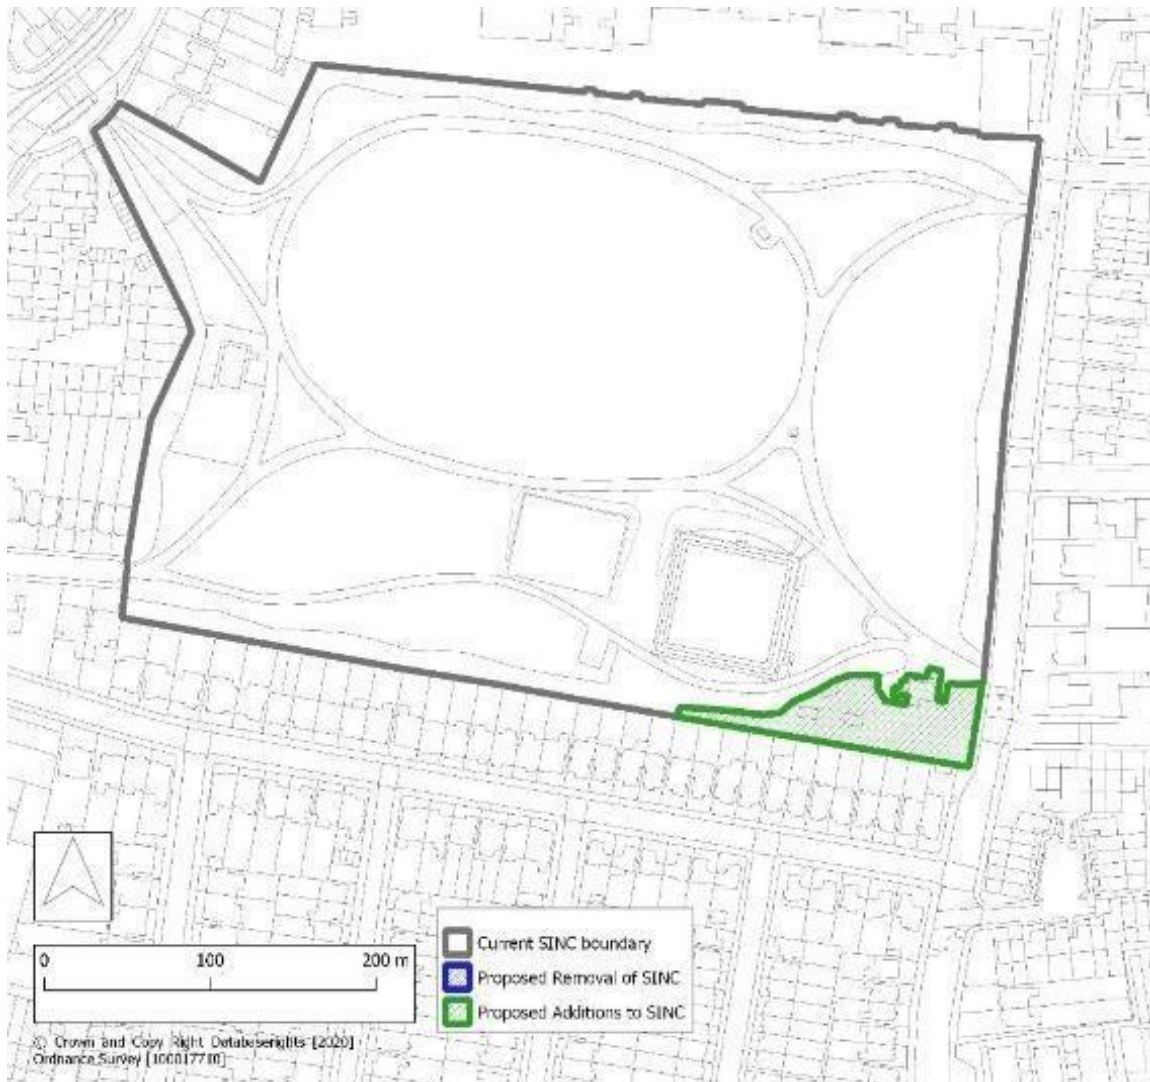 0 100 200 m
Current SINC boundary
Proposed Removal of SINC
Proposed Additions to SINC
© Crown and Copy Right Databaserights [2020]
Ordnance Survey